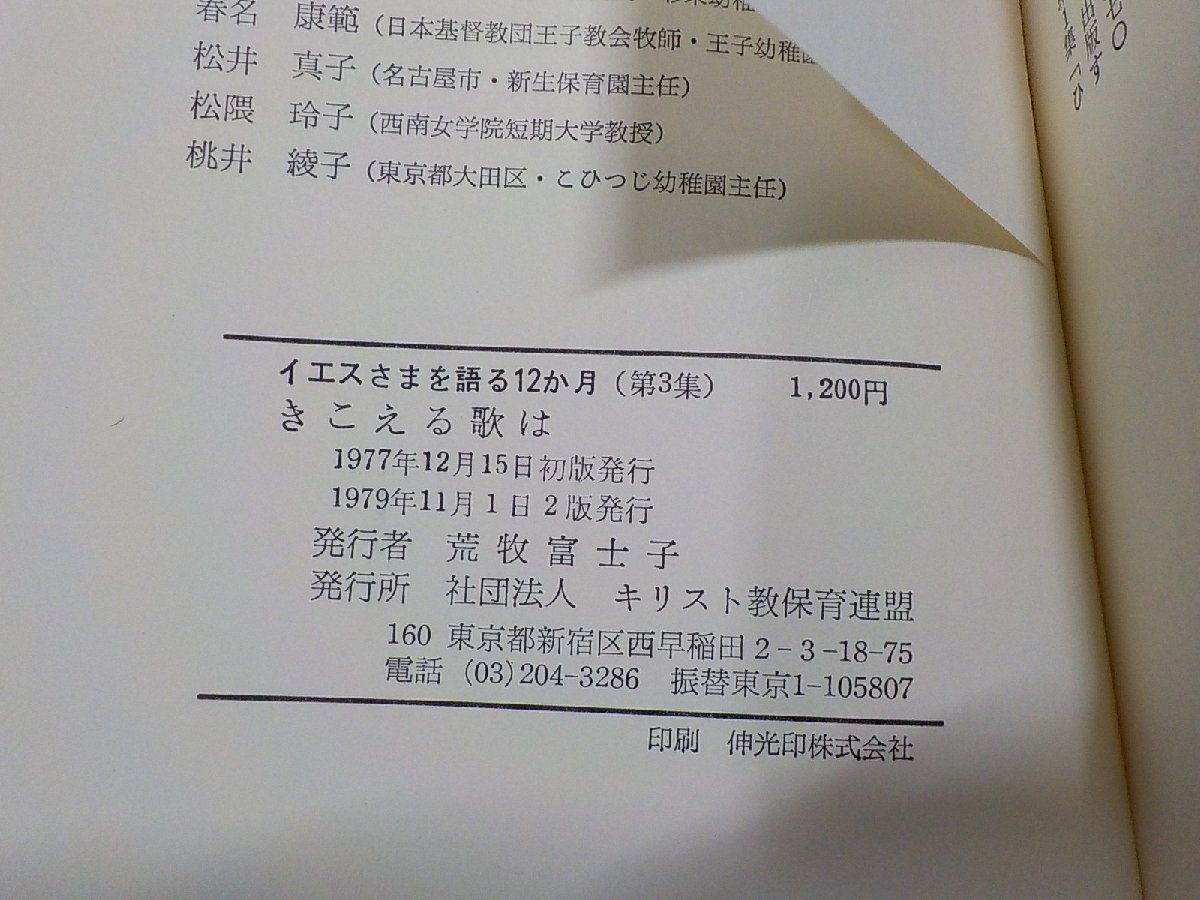 春名 康範 (日本基督教団王子教会牧師・王子幼稚園
松井 真子 (名古屋市・新生保育園主任)
松隈 玲子 (西南女学院短期大学教授)
桃井 綾子 (東京都大田区・こひつじ幼稚園主任)
イエスさまを語る12か月 (第3集) 1,200円
きこえる歌は
1977年12月15日初版発行
1979年11月1日2版発行
発行者 荒牧富士子
発行所 社団法人 キリスト教保育連盟
160 東京都新宿区西早稲田2-3-18-75
電話 (03)204-3286 振替東京1-105807
印刷 伸光印株式会社
出版す